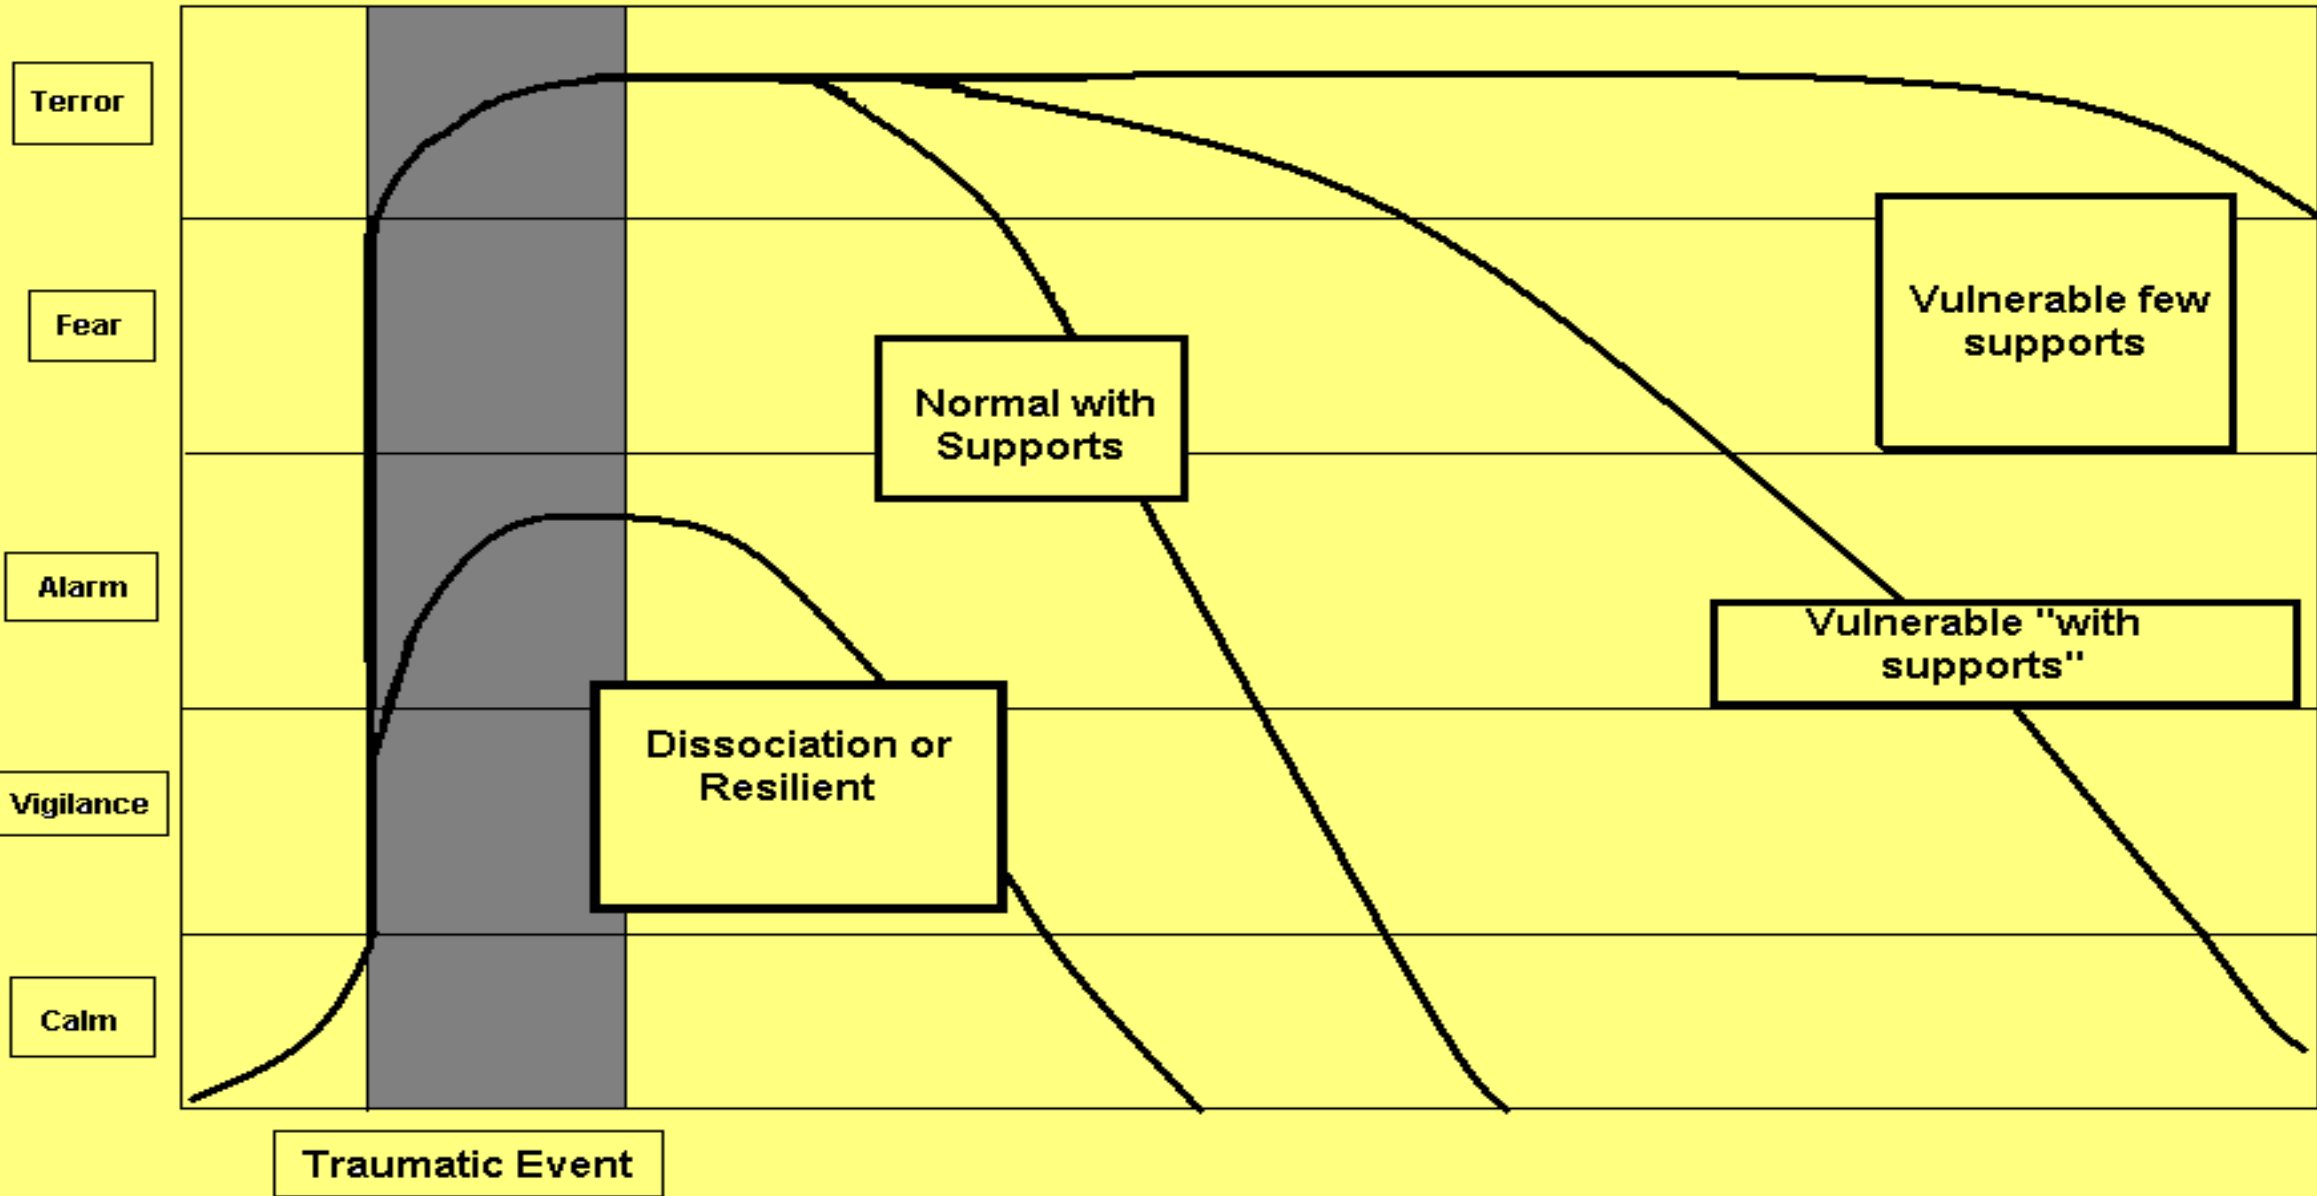 Terror
Fear
Vulnerable few
supports
Normal with
Supports
Alarm
Vulnerable "with
supports"
Dissociation or
Resilient
Vigilance
Calm
Traumatic Event